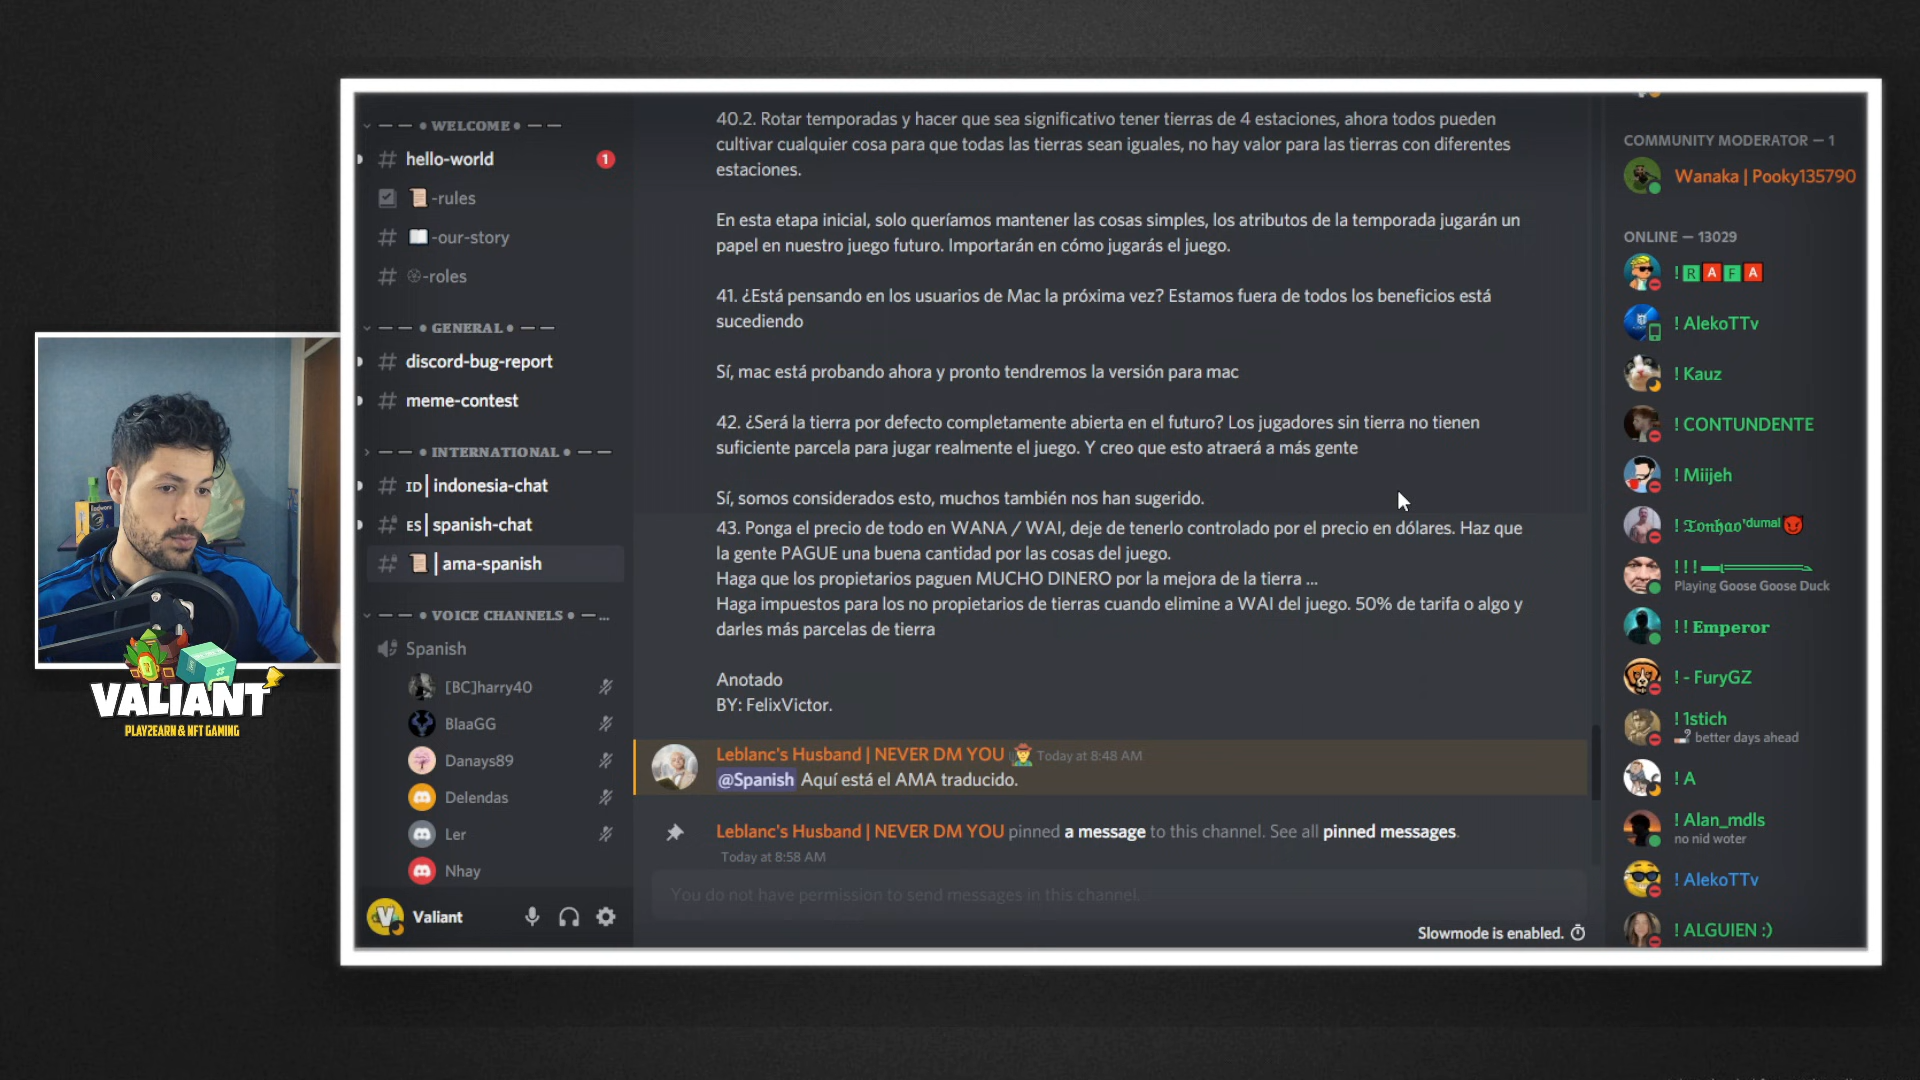 — — • WELCOME • — —
hello-world
1
-rules
-our-story
-roles
— — • GENERAL • — —
discord-bug-report
meme-contest
— — • INTERNATIONAL • — —
ID | indonesia-chat
ES | spanish-chat
| ama-spanish
— — • VOICE CHANNELS • — ...
Spanish
[BC]harry40
BlaaGG
Danays89
Delendas
Ler
Nhay
Valiant
40.2. Rotar temporadas y hacer que sea significativo tener tierras de 4 estaciones, ahora todos pueden
cultivar cualquier cosa para que todas las tierras sean iguales, no hay valor para las tierras con diferentes
estaciones.
En esta etapa inicial, solo queríamos mantener las cosas simples, los atributos de la temporada jugarán un
papel en nuestro juego futuro. Importarán en cómo jugarás el juego.
41. ¿Está pensando en los usuarios de Mac la próxima vez? Estamos fuera de todos los beneficios está
sucediendo
Sí, mac está probando ahora y pronto tendremos la versión para mac
42. ¿Será la tierra por defecto completamente abierta en el futuro? Los jugadores sin tierra no tienen
suficiente parcela para jugar realmente el juego. Y creo que esto atraerá a más gente
Sí, somos considerados esto, muchos también nos han sugerido.
43. Ponga el precio de todo en WANA / WAI, deje de tenerlo controlado por el precio en dólares. Haz que
la gente PAGUE una buena cantidad por las cosas del juego.
Haga que los propietarios paguen MUCHO DINERO por la mejora de la tierra ...
Haga impuestos para los no propietarios de tierras cuando elimine a WAI del juego. 50% de tarifa o algo y
darles más parcelas de tierra
Anotado
BY: FelixVictor.
Leblanc's Husband | NEVER DM YOU Today at 8:48 AM
@Spanish Aquí está el AMA traducido.
Leblanc's Husband | NEVER DM YOU pinned a message to this channel. See all pinned messages.
Today at 8:58 AM
You do not have permission to send messages in this channel.
Slowmode is enabled.
COMMUNITY MODERATOR — 1
Wanaka | Pooky135790
ONLINE — 13029
! R A F A
! AlekoTTv
! Kauz
! CONTUNDENTE
! Miijeh
! 𝕿𝖔𝖓𝖍𝖆𝖔'ᵈᵘᵐᵃˡ
! ! !
Playing Goose Goose Duck
! ! Emperor
! - FuryGZ
! 1stich
better days ahead
! A
! Alan_mdls
no nid woter
! AlekoTTv
! ALGUIEN :)
VALIANT
PLAY2EARN & NFT GAMING